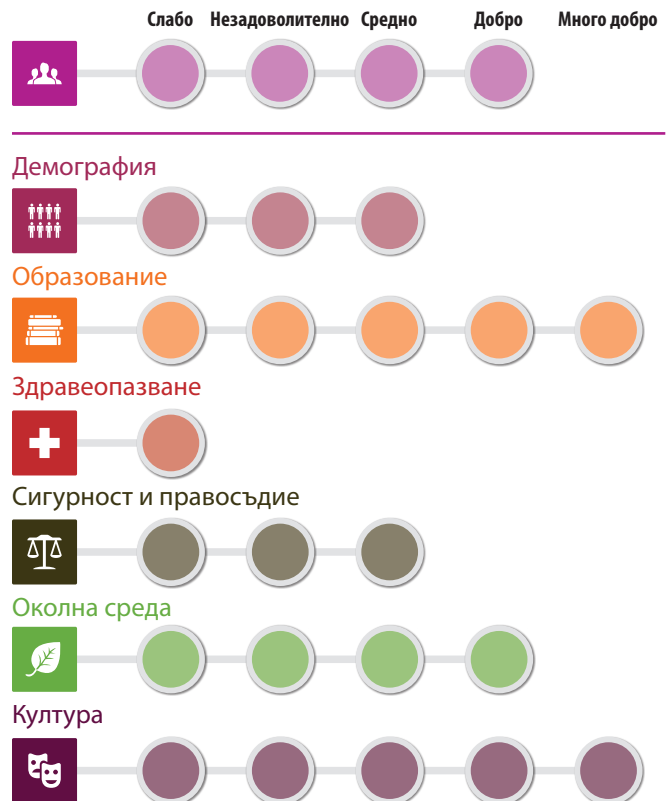 Слабо Незадоволително Средно Добро Много добро
Демография
Образование
Здравеопазване
Сигурност и правосъдие
Околна среда
Култура